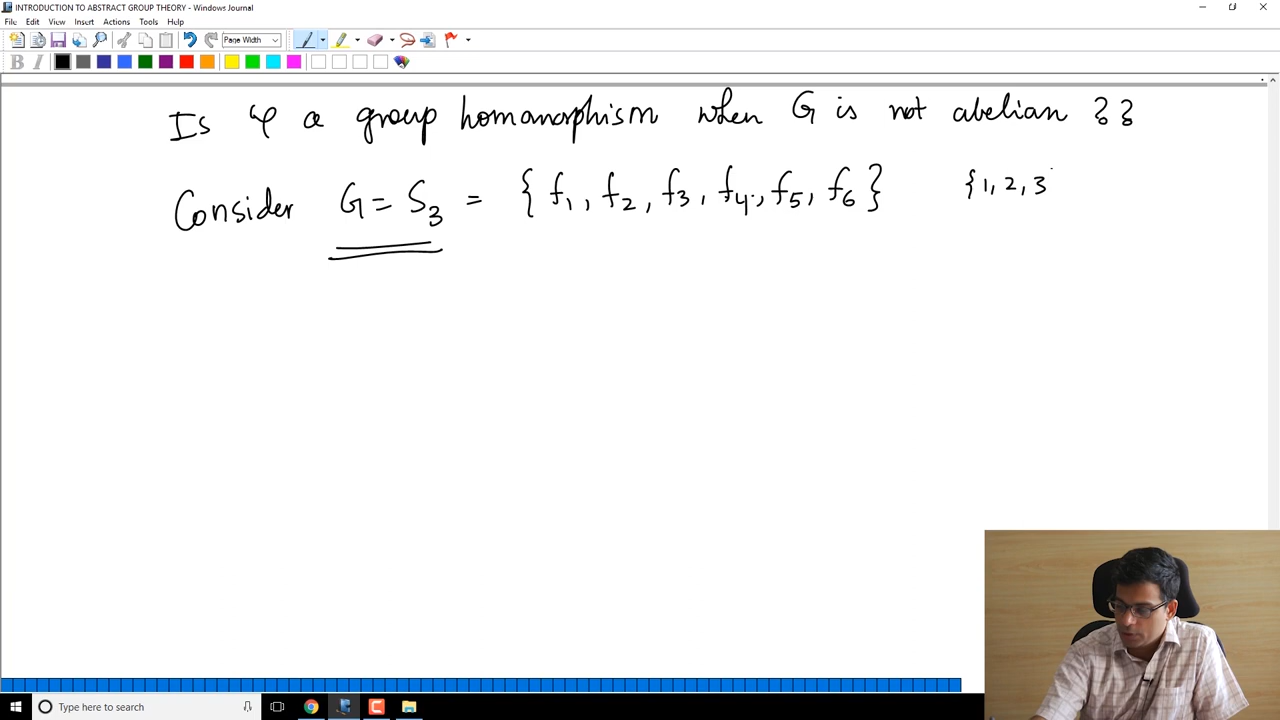 INTRODUCTION TO ABSTRACT GROUP THEORY - Windows Journal
File Edit View Insert Actions Tools Help
Page Width
B I
Is φ a group homomorphism when G is not abelian ??
Consider G = S₃ = { f₁, f₂, f₃, f₄, f₅, f₆ } {1, 2, 3
Type here to search